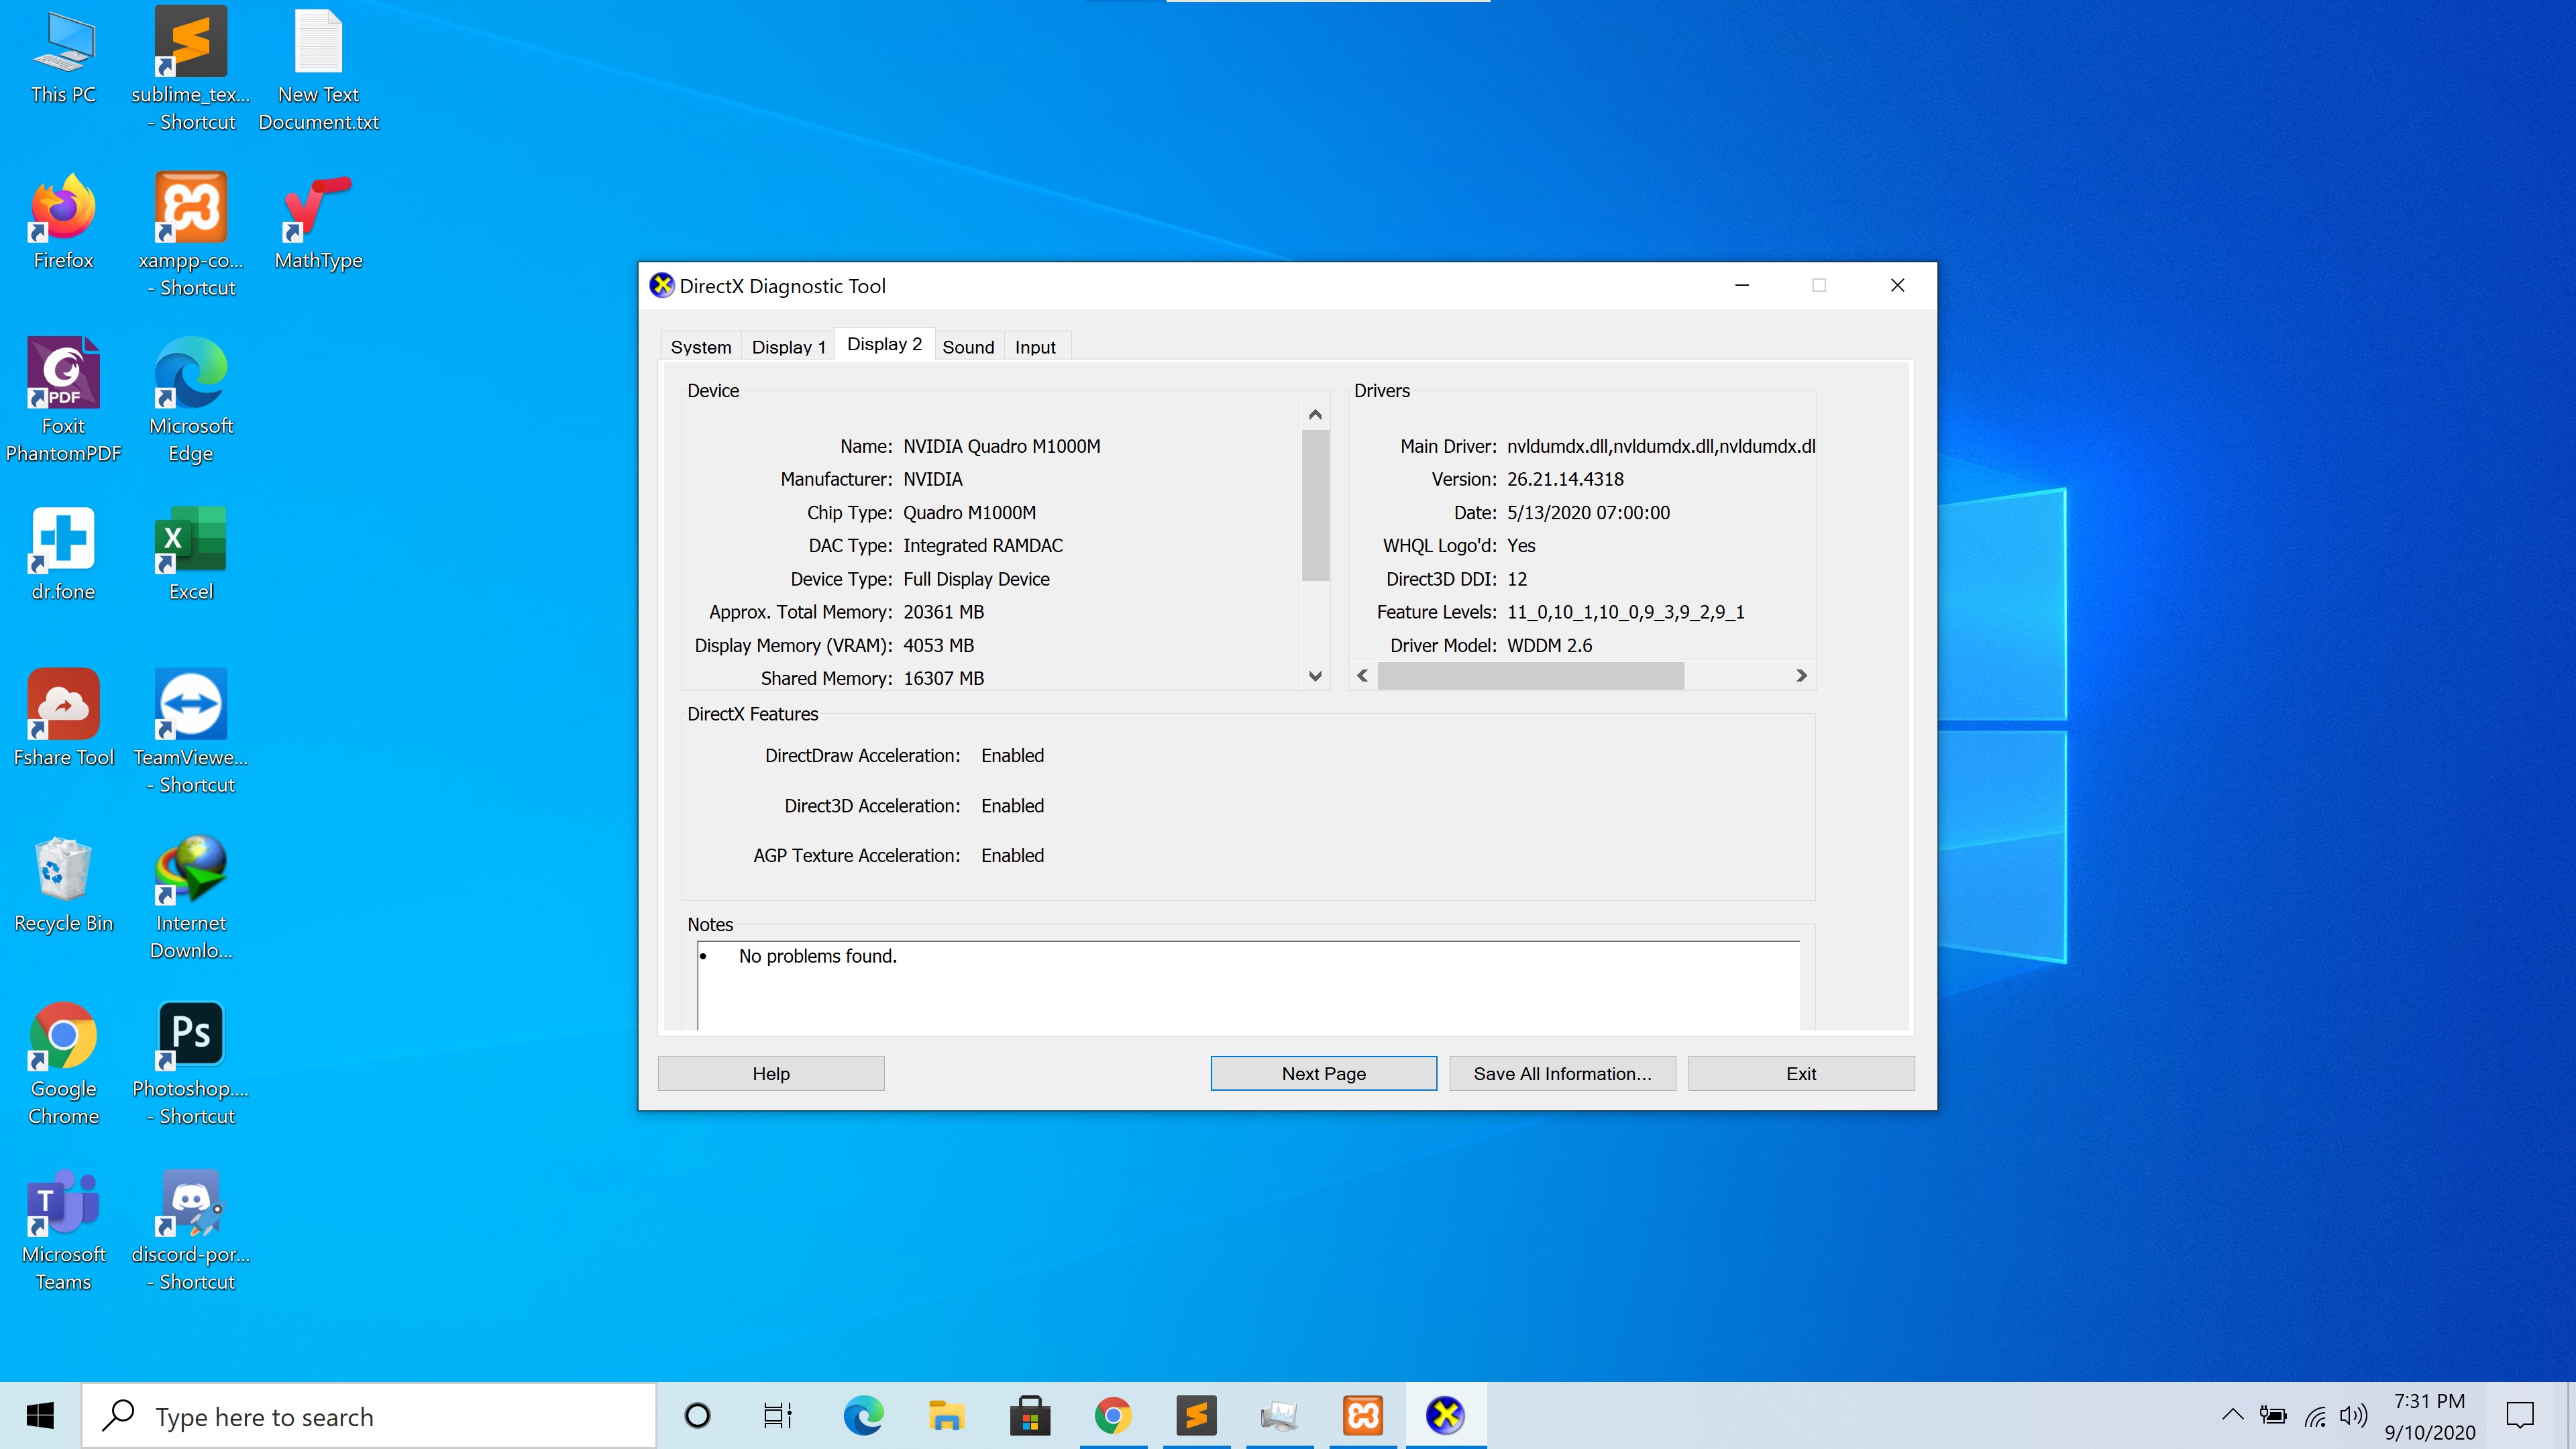 This PC
sublime_tex...
- Shortcut
New Text
Document.txt
Firefox
xampp-co...
- Shortcut
MathType
PDF
Foxit
PhantomPDF
Microsoft
Edge
dr.fone
X
Excel
Fshare Tool
TeamViewe...
- Shortcut
Recycle Bin
Internet
Downlo...
Google
Chrome
Ps
Photoshop....
- Shortcut
T
Microsoft
Teams
discord-por...
- Shortcut
DirectX Diagnostic Tool
System
Display 1
Display 2
Sound
Input
Device
Name: NVIDIA Quadro M1000M
Manufacturer: NVIDIA
Chip Type: Quadro M1000M
DAC Type: Integrated RAMDAC
Device Type: Full Display Device
Approx. Total Memory: 20361 MB
Display Memory (VRAM): 4053 MB
Shared Memory: 16307 MB
Drivers
Main Driver: nvldumdx.dll,nvldumdx.dll,nvldumdx.dl
Version: 26.21.14.4318
Date: 5/13/2020 07:00:00
WHQL Logo'd: Yes
Direct3D DDI: 12
Feature Levels: 11_0,10_1,10_0,9_3,9_2,9_1
Driver Model: WDDM 2.6
DirectX Features
DirectDraw Acceleration: Enabled
Direct3D Acceleration: Enabled
AGP Texture Acceleration: Enabled
Notes
• No problems found.
Help
Next Page
Save All Information...
Exit
Type here to search
7:31 PM
9/10/2020